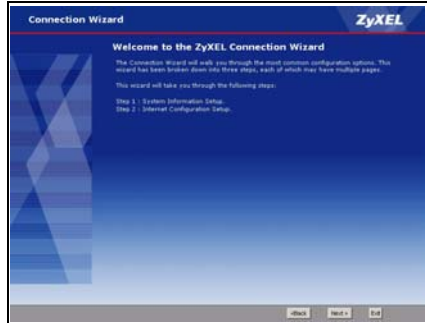 Connection Wizard
ZyXEL
Welcome to the ZyXEL Connection Wizard
The Connection Wizard will walk you through the most common configuration options. This
wizard has been broken down into three steps, each of which may have multiple pages.
This wizard will take you through the following steps:
Step 1 : System Information Setup.
Step 2 : Internet Configuration Setup.
<Back
Next >
Exit